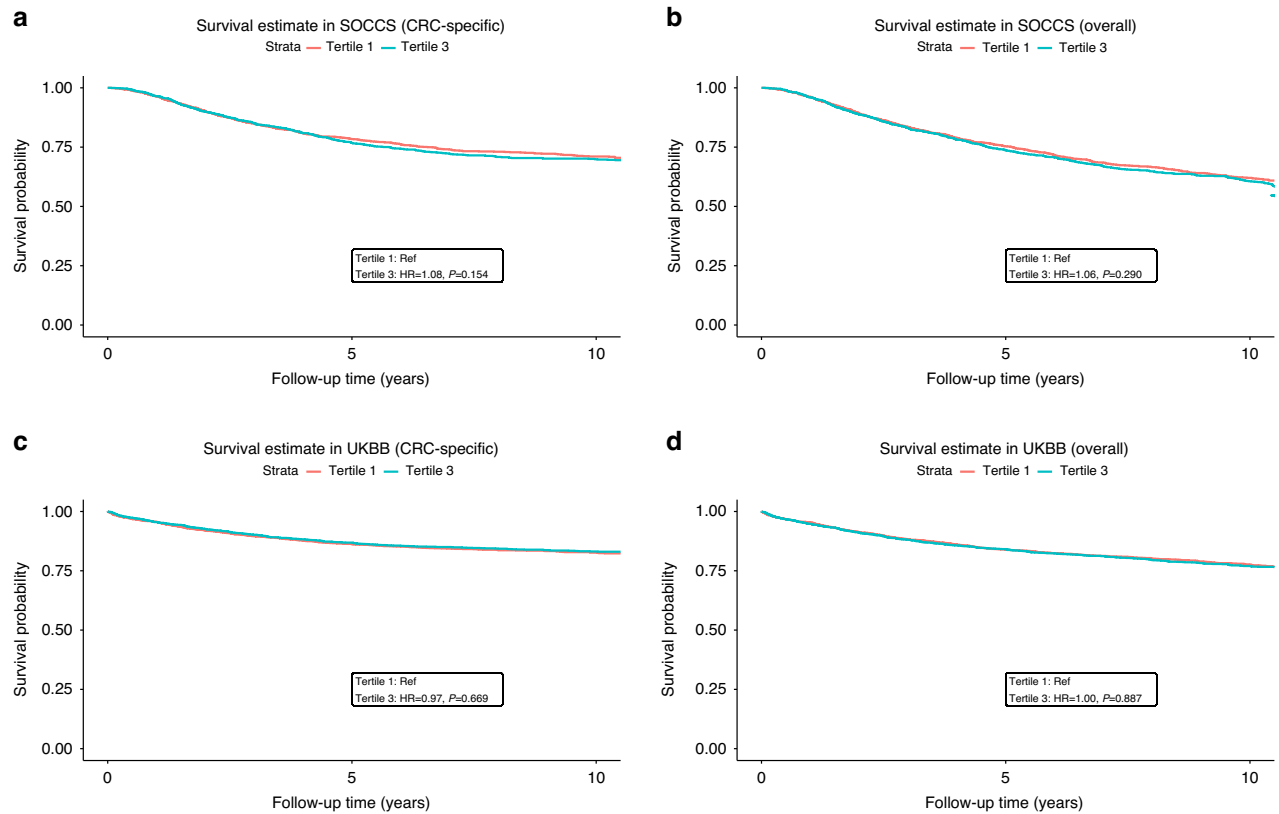 a
Survival estimate in SOCCS (CRC-specific)
Strata Tertile 1 Tertile 3
1.00
0.75
0.50
0.25
0.00
Survival probability
Tertile 1: Ref
Tertile 3: HR=1.08, P=0.154
0 5 10
Follow-up time (years)
b
Survival estimate in SOCCS (overall)
Strata Tertile 1 Tertile 3
1.00
0.75
0.50
0.25
0.00
Survival probability
Tertile 1: Ref
Tertile 3: HR=1.06, P=0.290
0 5 10
Follow-up time (years)
c
Survival estimate in UKBB (CRC-specific)
Strata Tertile 1 Tertile 3
1.00
0.75
0.50
0.25
0.00
Survival probability
Tertile 1: Ref
Tertile 3: HR=0.97, P=0.669
0 5 10
Follow-up time (years)
d
Survival estimate in UKBB (overall)
Strata Tertile 1 Tertile 3
1.00
0.75
0.50
0.25
0.00
Survival probability
Tertile 1: Ref
Tertile 3: HR=1.00, P=0.887
0 5 10
Follow-up time (years)